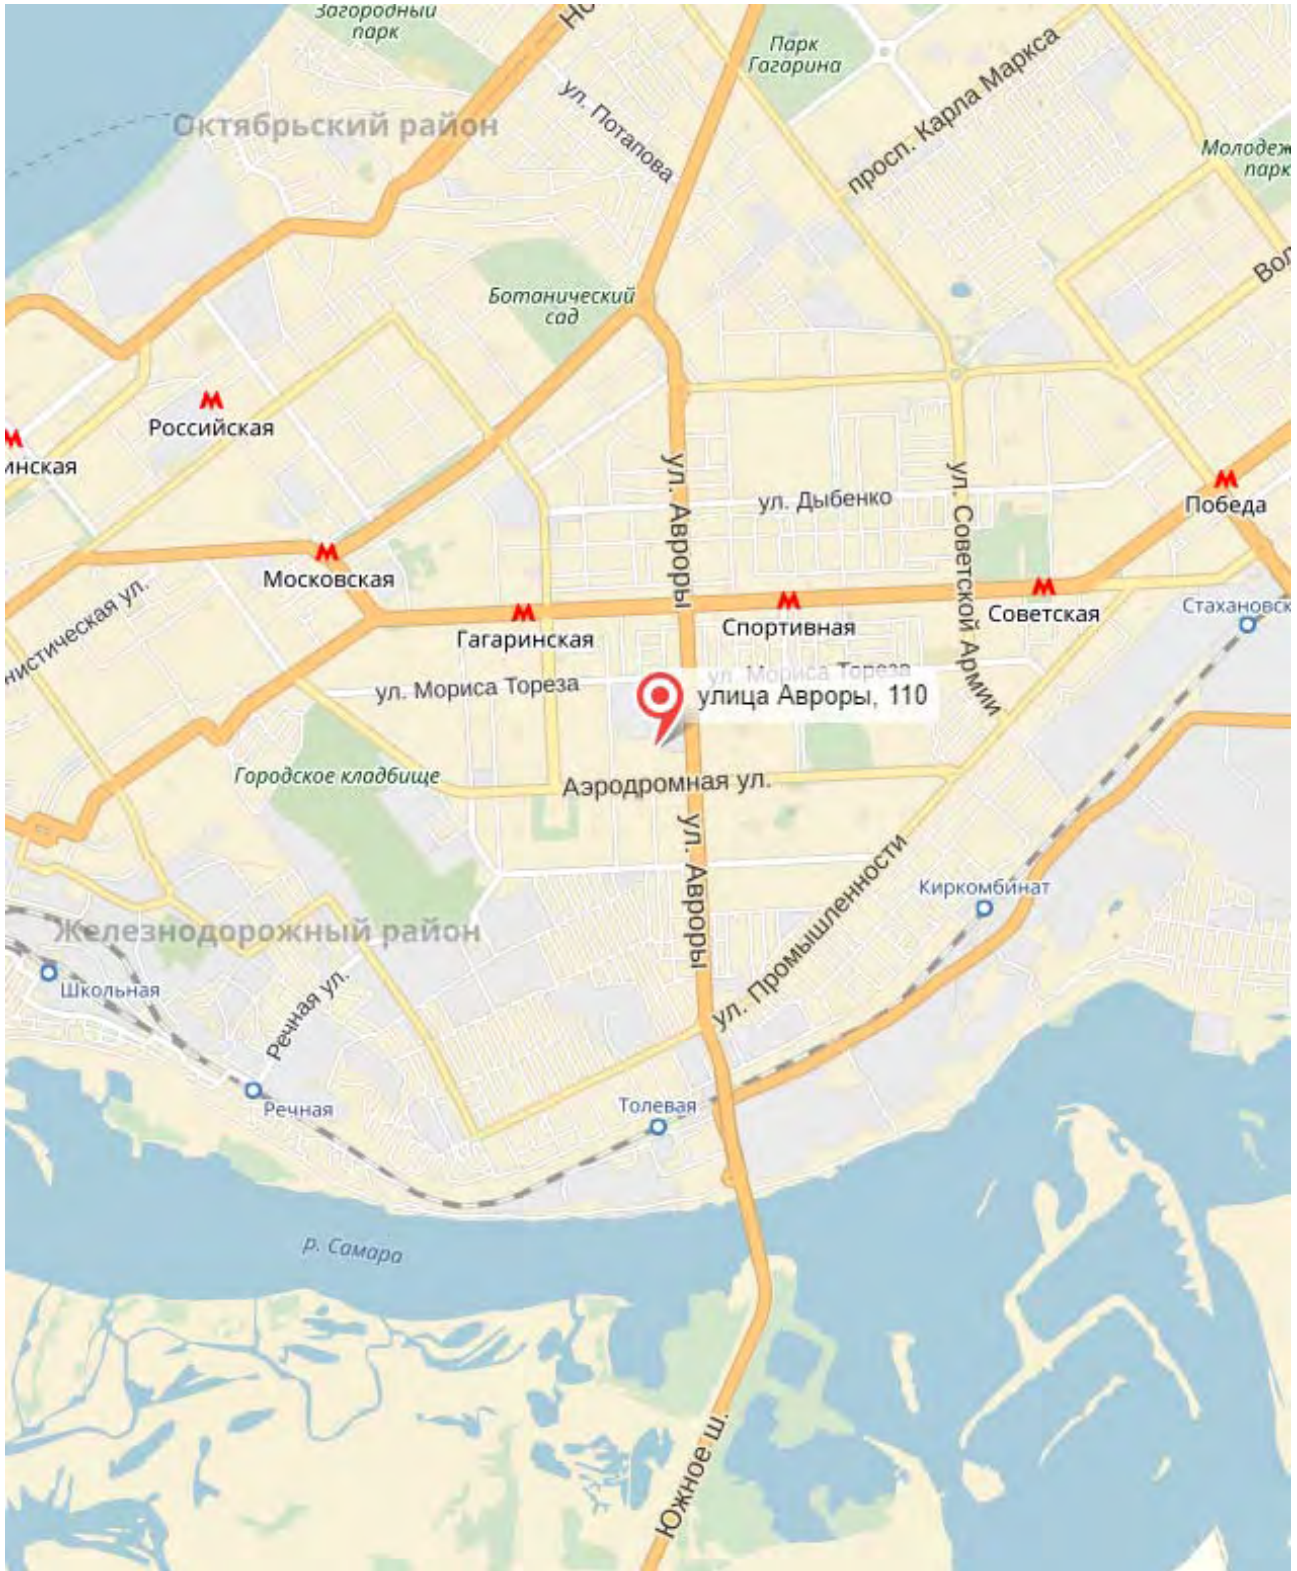 Загородный
парк
Но
Парк
Гагарина
просп. Карла Маркса
ул. Потапова
Октябрьский район
Молодеж
парк
Вол
Ботанический
сад
Российская
инская
ул. Авроры
ул. Дыбенко
ул. Советской Армии
Победа
Московская
Гагаринская
Спортивная
Советская
Стахановск
нистическая ул.
ул. Мориса Тореза
ул. Мориса Тореза
улица Авроры, 110
Городское кладбище
Аэродромная ул.
ул. Авроры
ул. Промышленности
Киркомбинат
Железнодорожный район
Школьная
Речная ул.
Речная
Толевая
р. Самара
Южное ш.